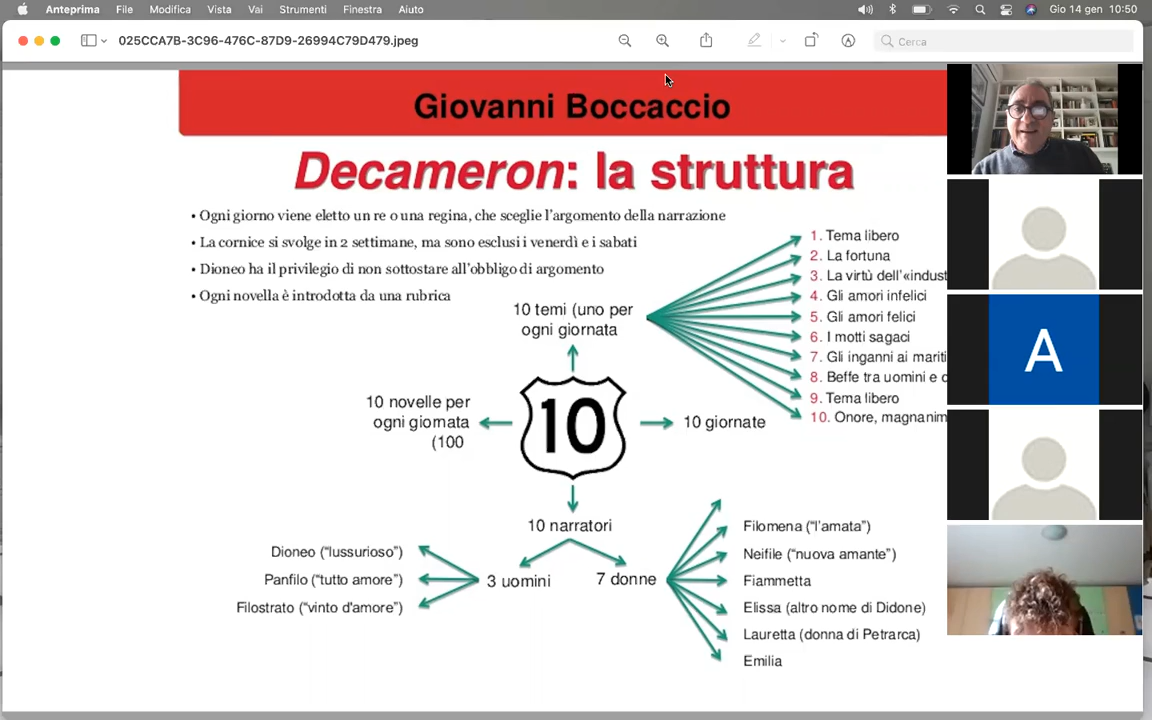 Anteprima File Modifica Vista Vai Strumenti Finestra Aiuto Gio 14 gen 10:50
025CCA7B-3C96-476C-87D9-26994C79D479.jpeg
Cerca
Giovanni Boccaccio
Decameron: la struttura
• Ogni giorno viene eletto un re o una regina, che sceglie l'argomento della narrazione
• La cornice si svolge in 2 settimane, ma sono esclusi i venerdì e i sabati
• Dioneo ha il privilegio di non sottostare all'obbligo di argomento
• Ogni novella è introdotta da una rubrica
10 temi (uno per
ogni giornata
1. Tema libero
2. La fortuna
3. La virtù dell'«indust
4. Gli amori infelici
5. Gli amori felici
6. I motti sagaci
7. Gli inganni ai mariti
8. Beffe tra uomini e d
9. Tema libero
10. Onore, magnanim
10 novelle per
ogni giornata
(100
10
10 giornate
10 narratori
3 uomini
7 donne
Dioneo ("lussurioso")
Panfilo ("tutto amore")
Filostrato ("vinto d'amore")
Filomena ("l'amata")
Neifile ("nuova amante")
Fiammetta
Elissa (altro nome di Didone)
Lauretta (donna di Petrarca)
Emilia
A